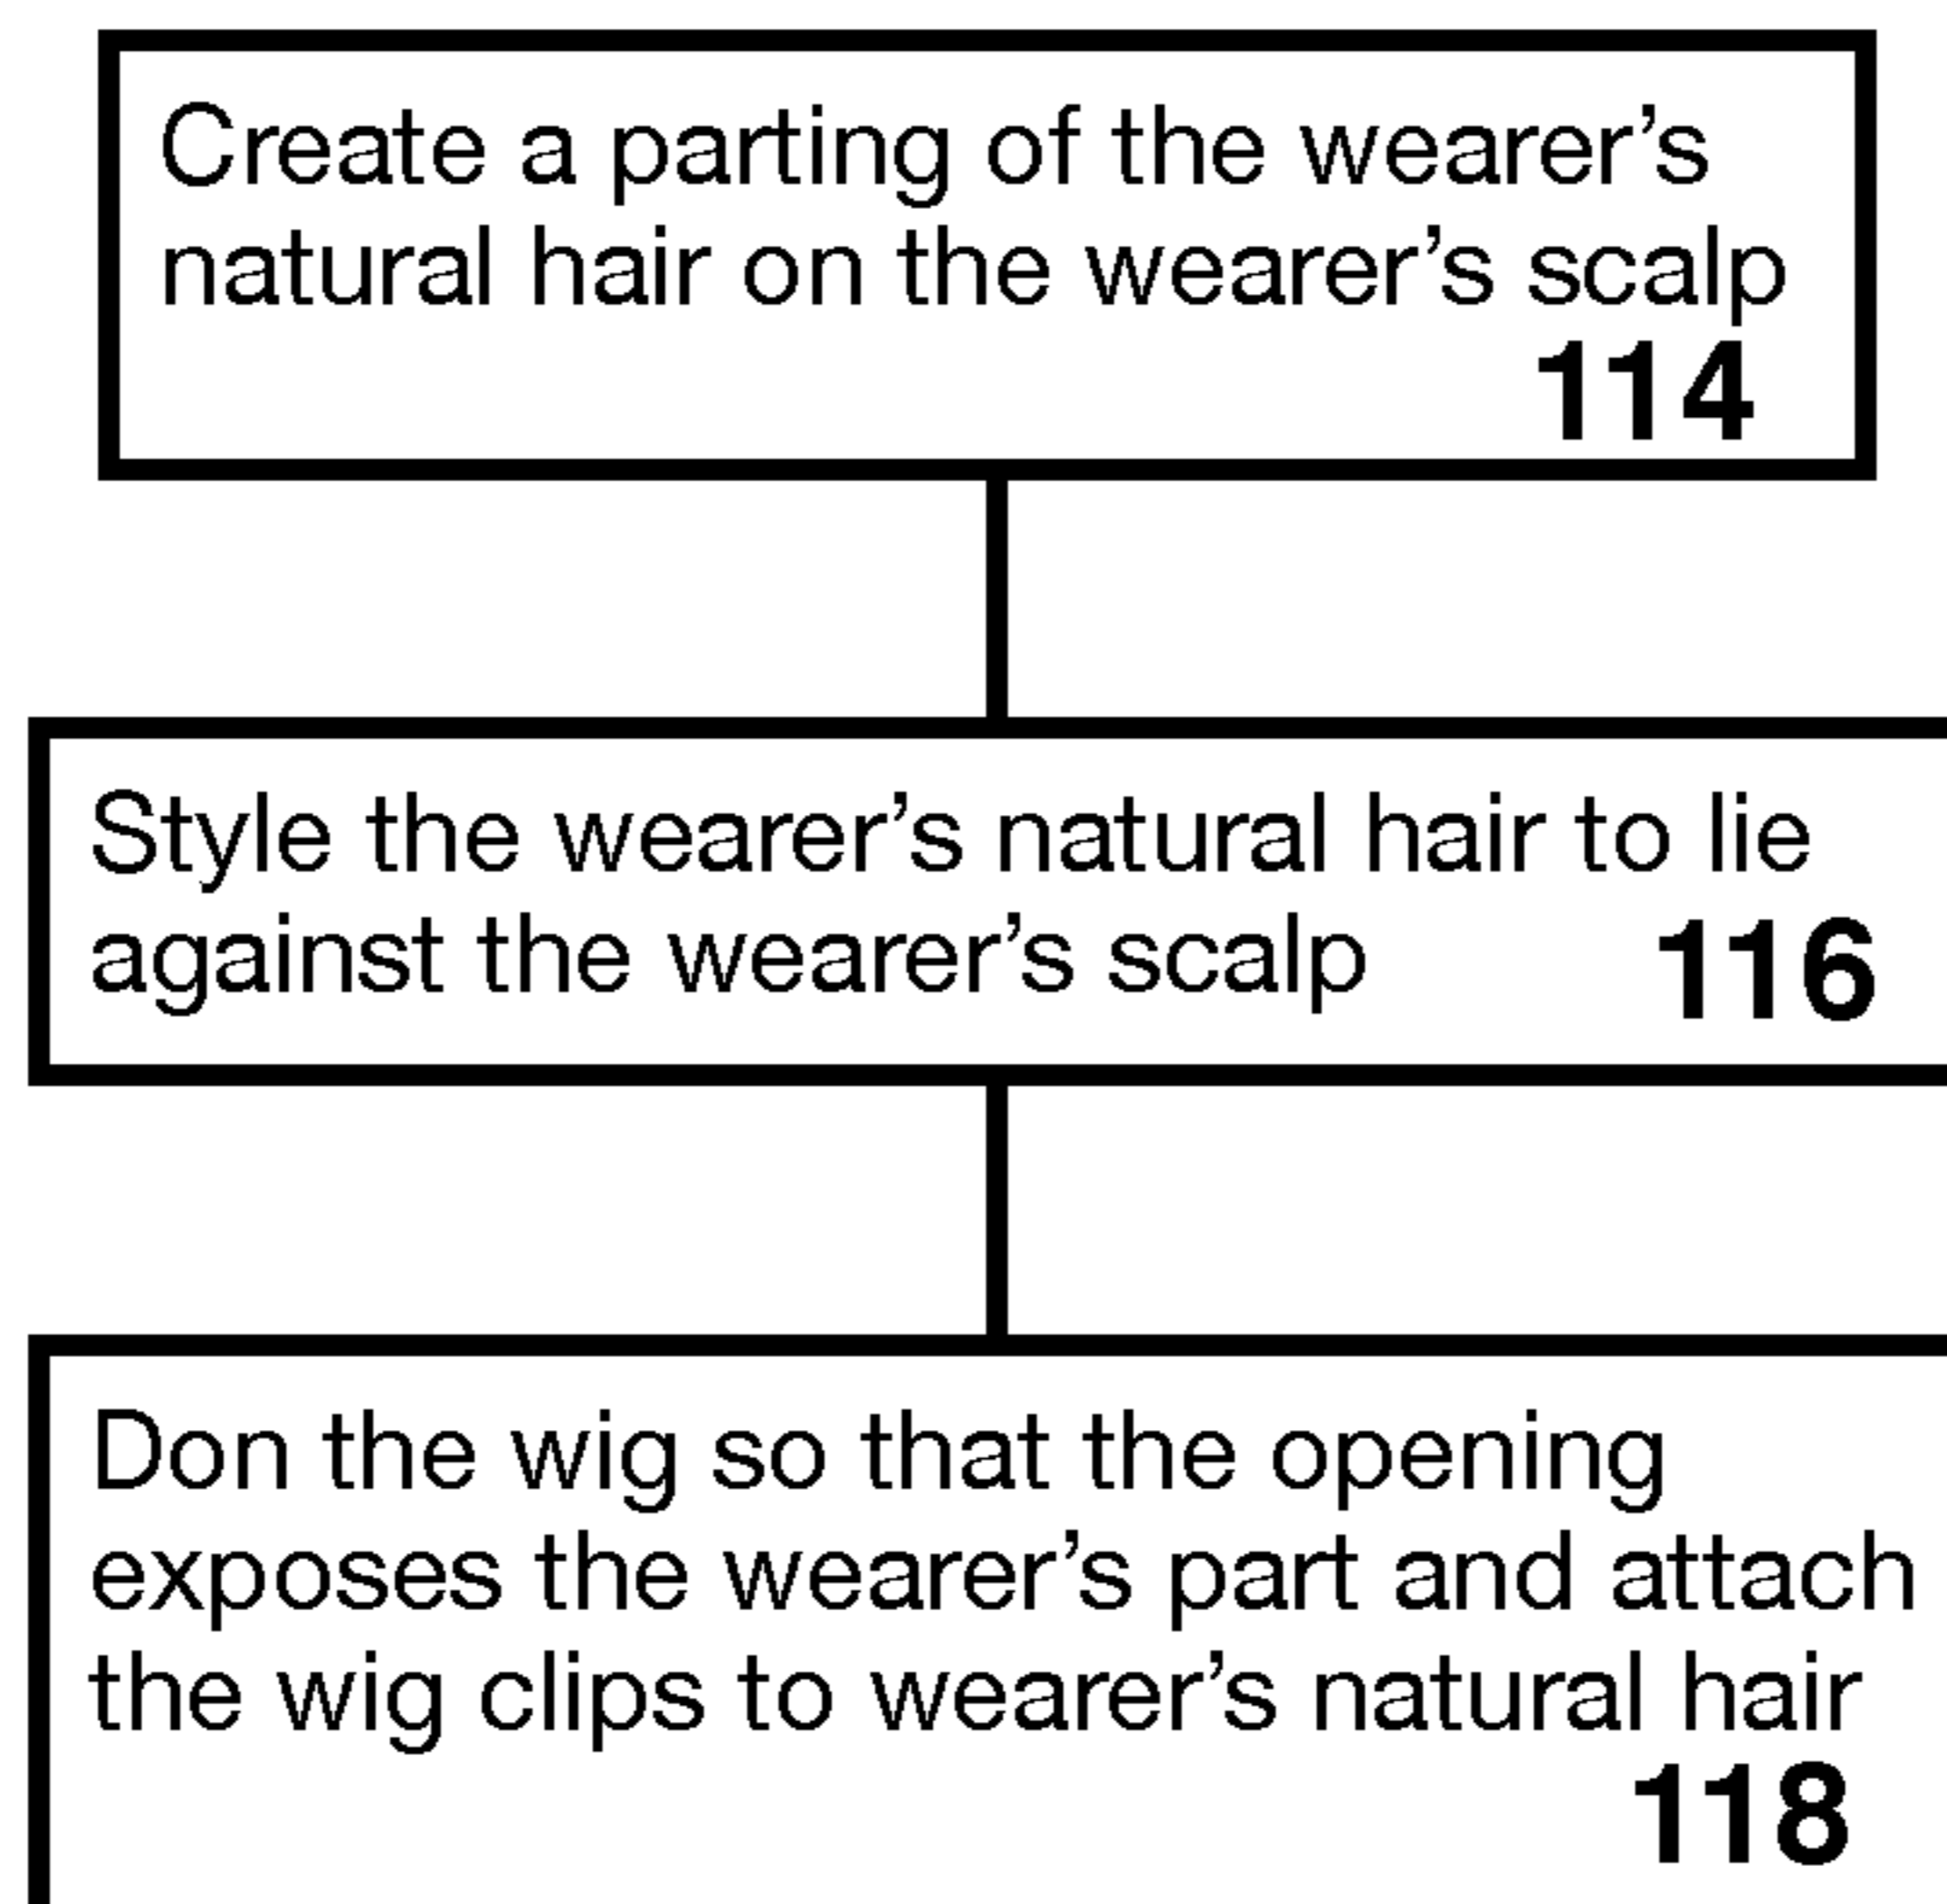 Create a parting of the wearer’s
natural hair on the wearer’s scalp
114
Style the wearer’s natural hair to lie
against the wearer’s scalp 116
Don the wig so that the opening
exposes the wearer’s part and attach
the wig clips to wearer’s natural hair
118